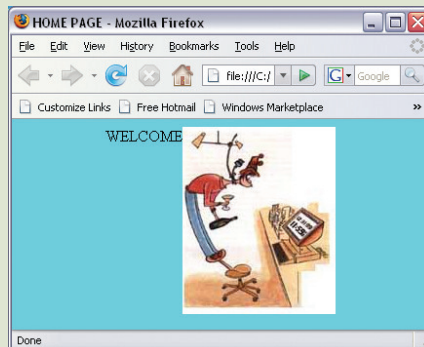 HOME PAGE - Mozilla Firefox
File Edit View History Bookmarks Tools Help
file:///C:/ G Google
Customize Links Free Hotmail Windows Marketplace »
WELCOME
Done